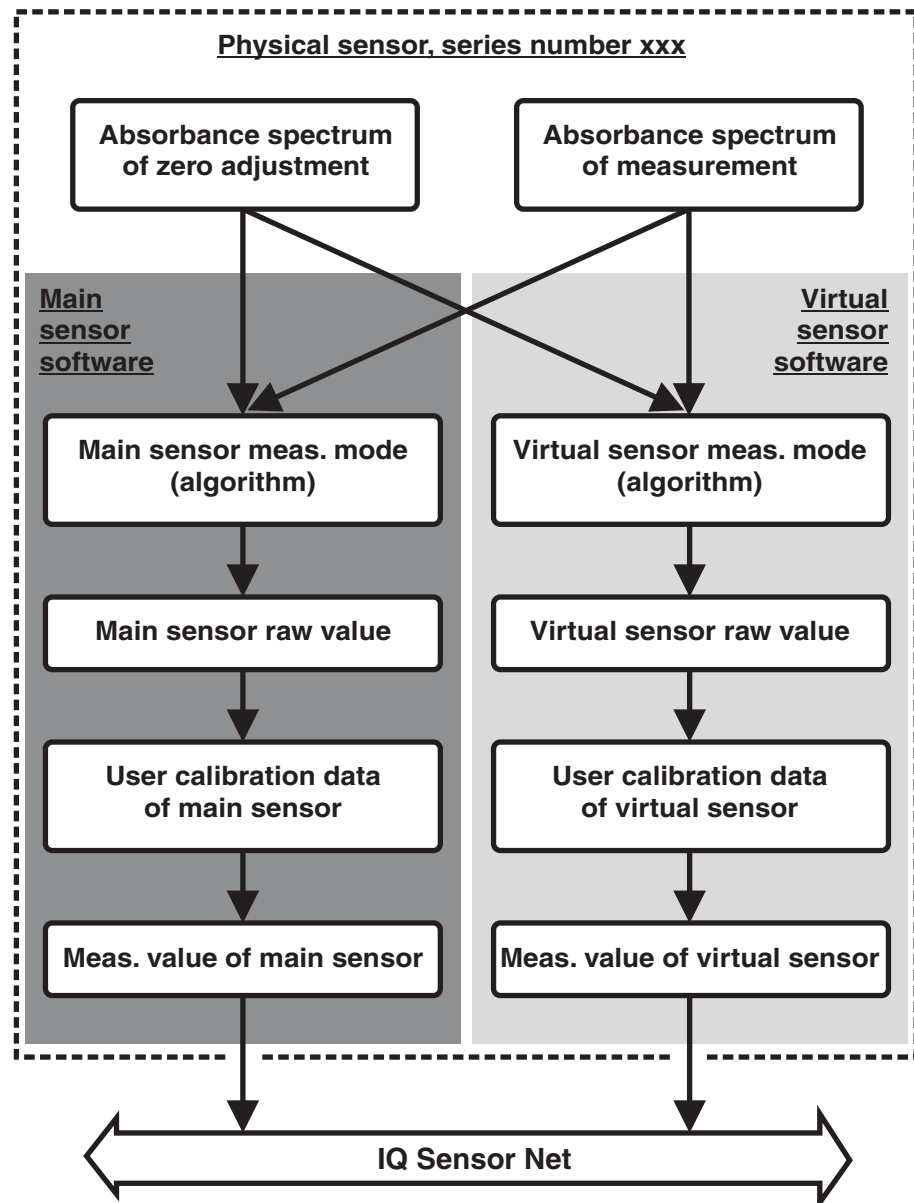 Physical sensor, series number xxx
Absorbance spectrum
of zero adjustment
Absorbance spectrum
of measurement
Main
sensor
software
Virtual
sensor
software
Main sensor meas. mode
(algorithm)
Virtual sensor meas. mode
(algorithm)
Main sensor raw value
Virtual sensor raw value
User calibration data
of main sensor
User calibration data
of virtual sensor
Meas. value of main sensor
Meas. value of virtual sensor
IQ Sensor Net